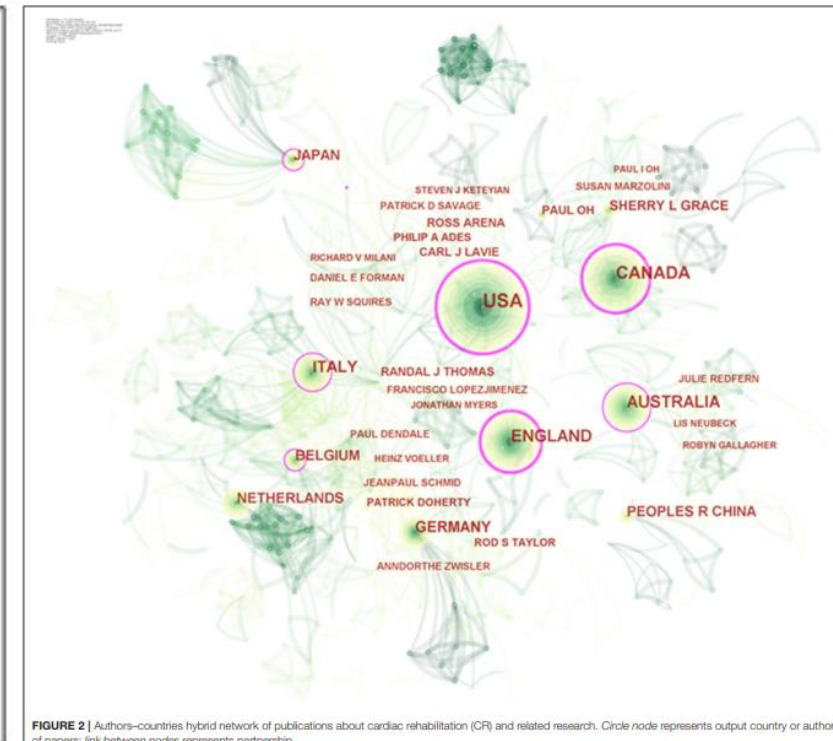 JAPAN
PAUL I OH
STEVEN J KETEYIAN
SUSAN MARZOLINI
PATRICK D SAVAGE
PAUL OH
SHERRY L GRACE
ROSS ARENA
PHILIP A ADES
CARL J LAVIE
RICHARD V MILANI
DANIEL E FORMAN
CANADA
RAY W SQUIRES
USA
ITALY
RANDAL J THOMAS
JULIE REDFERN
FRANCISCO LOPEZJIMENEZ
JONATHAN MYERS
AUSTRALIA
LIS NEUBECK
PAUL DENDALE
ENGLAND
ROBYN GALLAGHER
BELGIUM
HEINZ VOELLER
JEANPAUL SCHMID
NETHERLANDS
PATRICK DOHERTY
PEOPLES R CHINA
GERMANY
ROD S TAYLOR
ANNDORTHE ZWISLER
FIGURE 2 | Authors–countries hybrid network of publications about cardiac rehabilitation (CR) and related research. Circle node represents output country or author
of papers; link between nodes represents partnership.